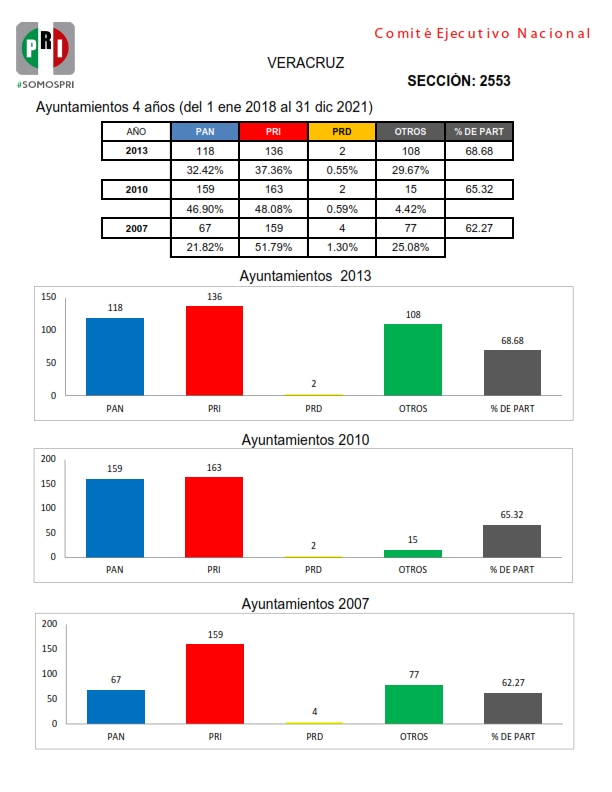 Comité Ejecutivo Nacional
PRI
#SOMOSPRI
VERACRUZ
SECCIÓN: 2553
Ayuntamientos 4 años (del 1 ene 2018 al 31 dic 2021)
AÑO PAN PRI PRD OTROS % DE PART
2013 118 136 2 108 68.68
32.42% 37.36% 0.55% 29.67%
2010 159 163 2 15 65.32
46.90% 48.08% 0.59% 4.42%
2007 67 159 4 77 62.27
21.82% 51.79% 1.30% 25.08%
Ayuntamientos 2013
150
100
50
0
118 136 2 108 68.68
PAN PRI PRD OTROS % DE PART
Ayuntamientos 2010
200
150
100
50
0
159 163 2 15 65.32
PAN PRI PRD OTROS % DE PART
Ayuntamientos 2007
200
150
100
50
0
67 159 4 77 62.27
PAN PRI PRD OTROS % DE PART